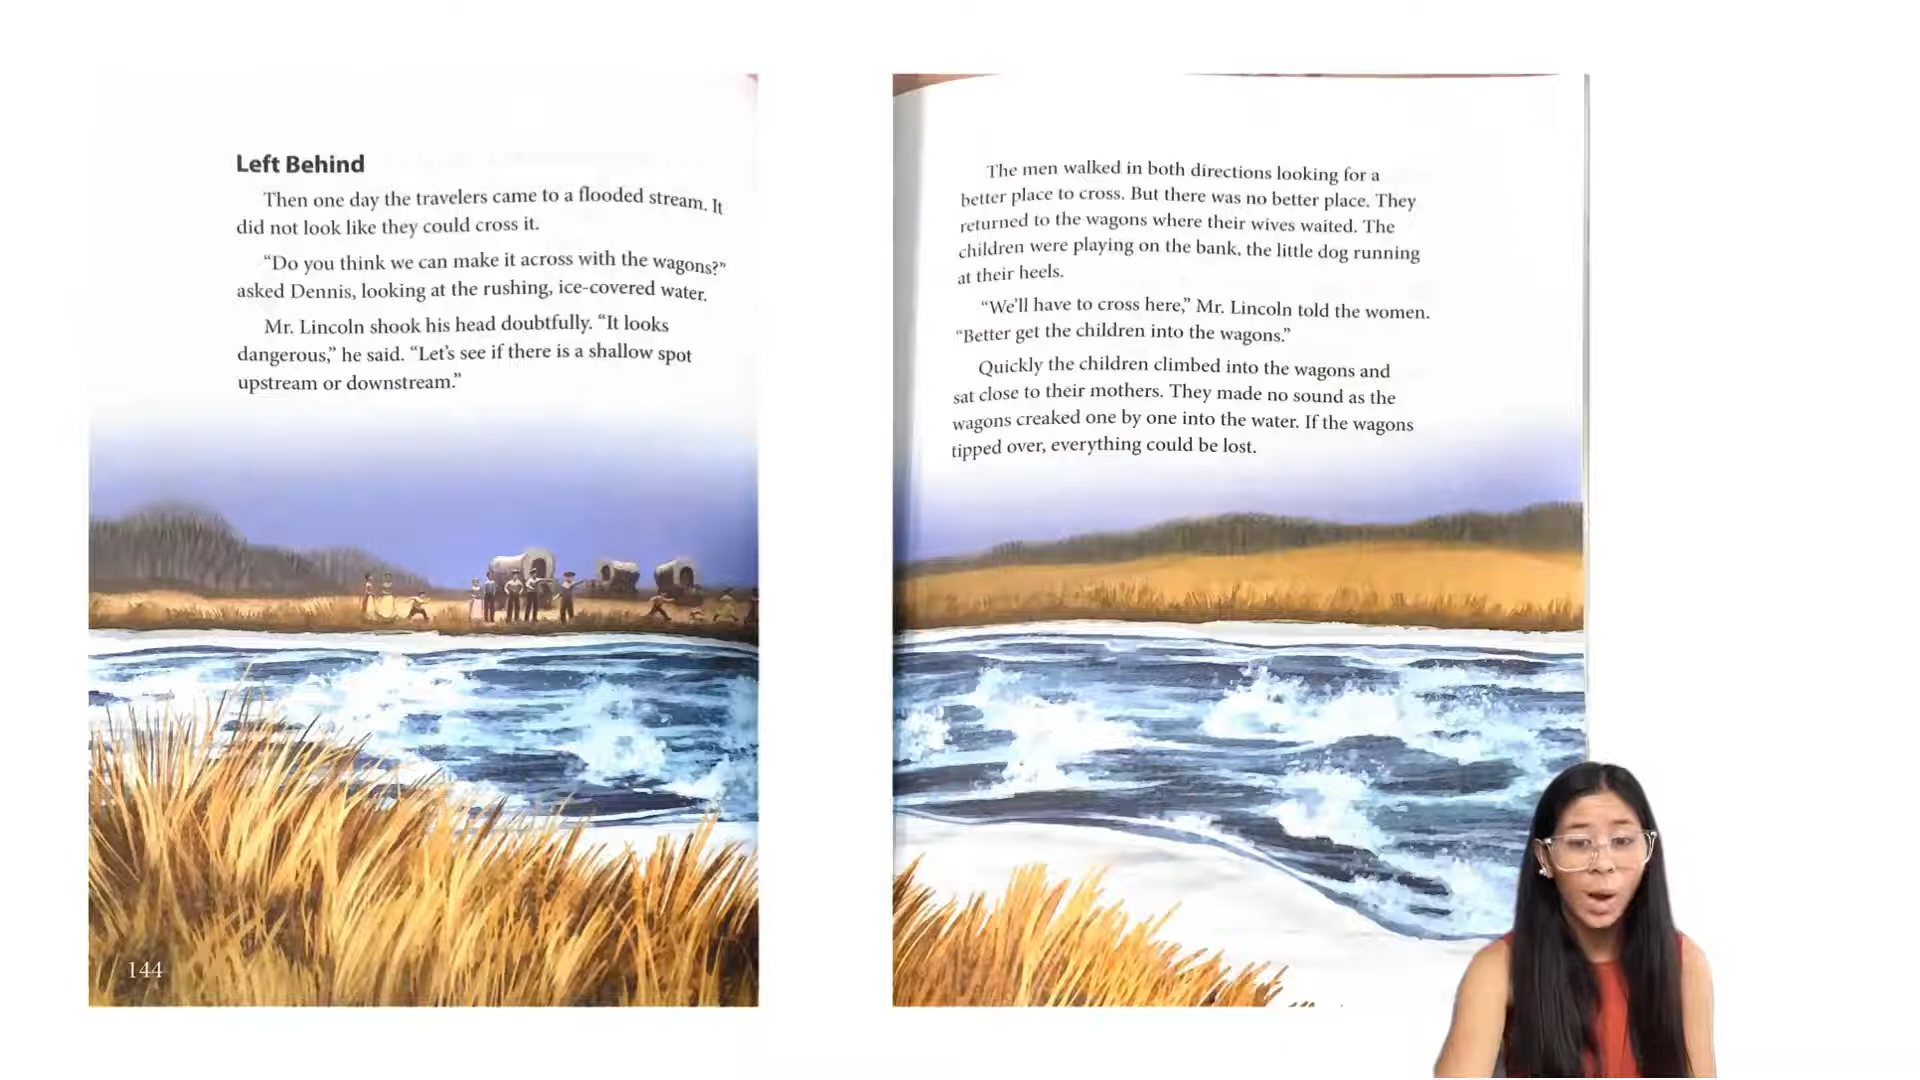 Left Behind
Then one day the travelers came to a flooded stream. It
did not look like they could cross it.
“Do you think we can make it across with the wagons?”
asked Dennis, looking at the rushing, ice-covered water.
Mr. Lincoln shook his head doubtfully. “It looks
dangerous,” he said. “Let’s see if there is a shallow spot
upstream or downstream.”
144
The men walked in both directions looking for a
better place to cross. But there was no better place. They
returned to the wagons where their wives waited. The
children were playing on the bank, the little dog running
at their heels.
“We’ll have to cross here,” Mr. Lincoln told the women.
“Better get the children into the wagons.”
Quickly the children climbed into the wagons and
sat close to their mothers. They made no sound as the
wagons creaked one by one into the water. If the wagons
tipped over, everything could be lost.